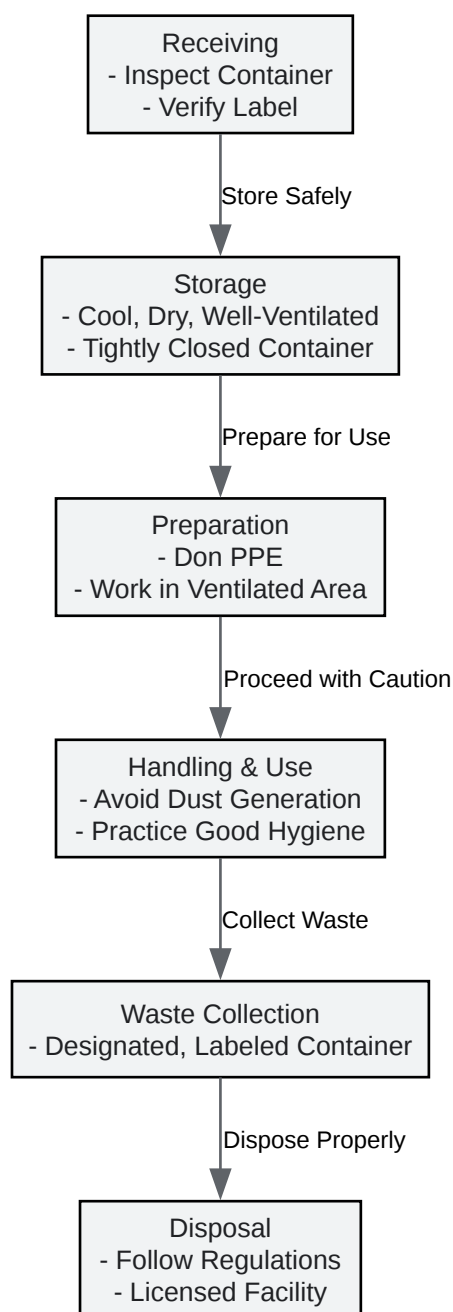 Receiving
- Inspect Container
- Verify Label
Store Safely
Storage
- Cool, Dry, Well-Ventilated
- Tightly Closed Container
Prepare for Use
Preparation
- Don PPE
- Work in Ventilated Area
Proceed with Caution
Handling & Use
- Avoid Dust Generation
- Practice Good Hygiene
Collect Waste
Waste Collection
- Designated, Labeled Container
Dispose Properly
Disposal
- Follow Regulations
- Licensed Facility